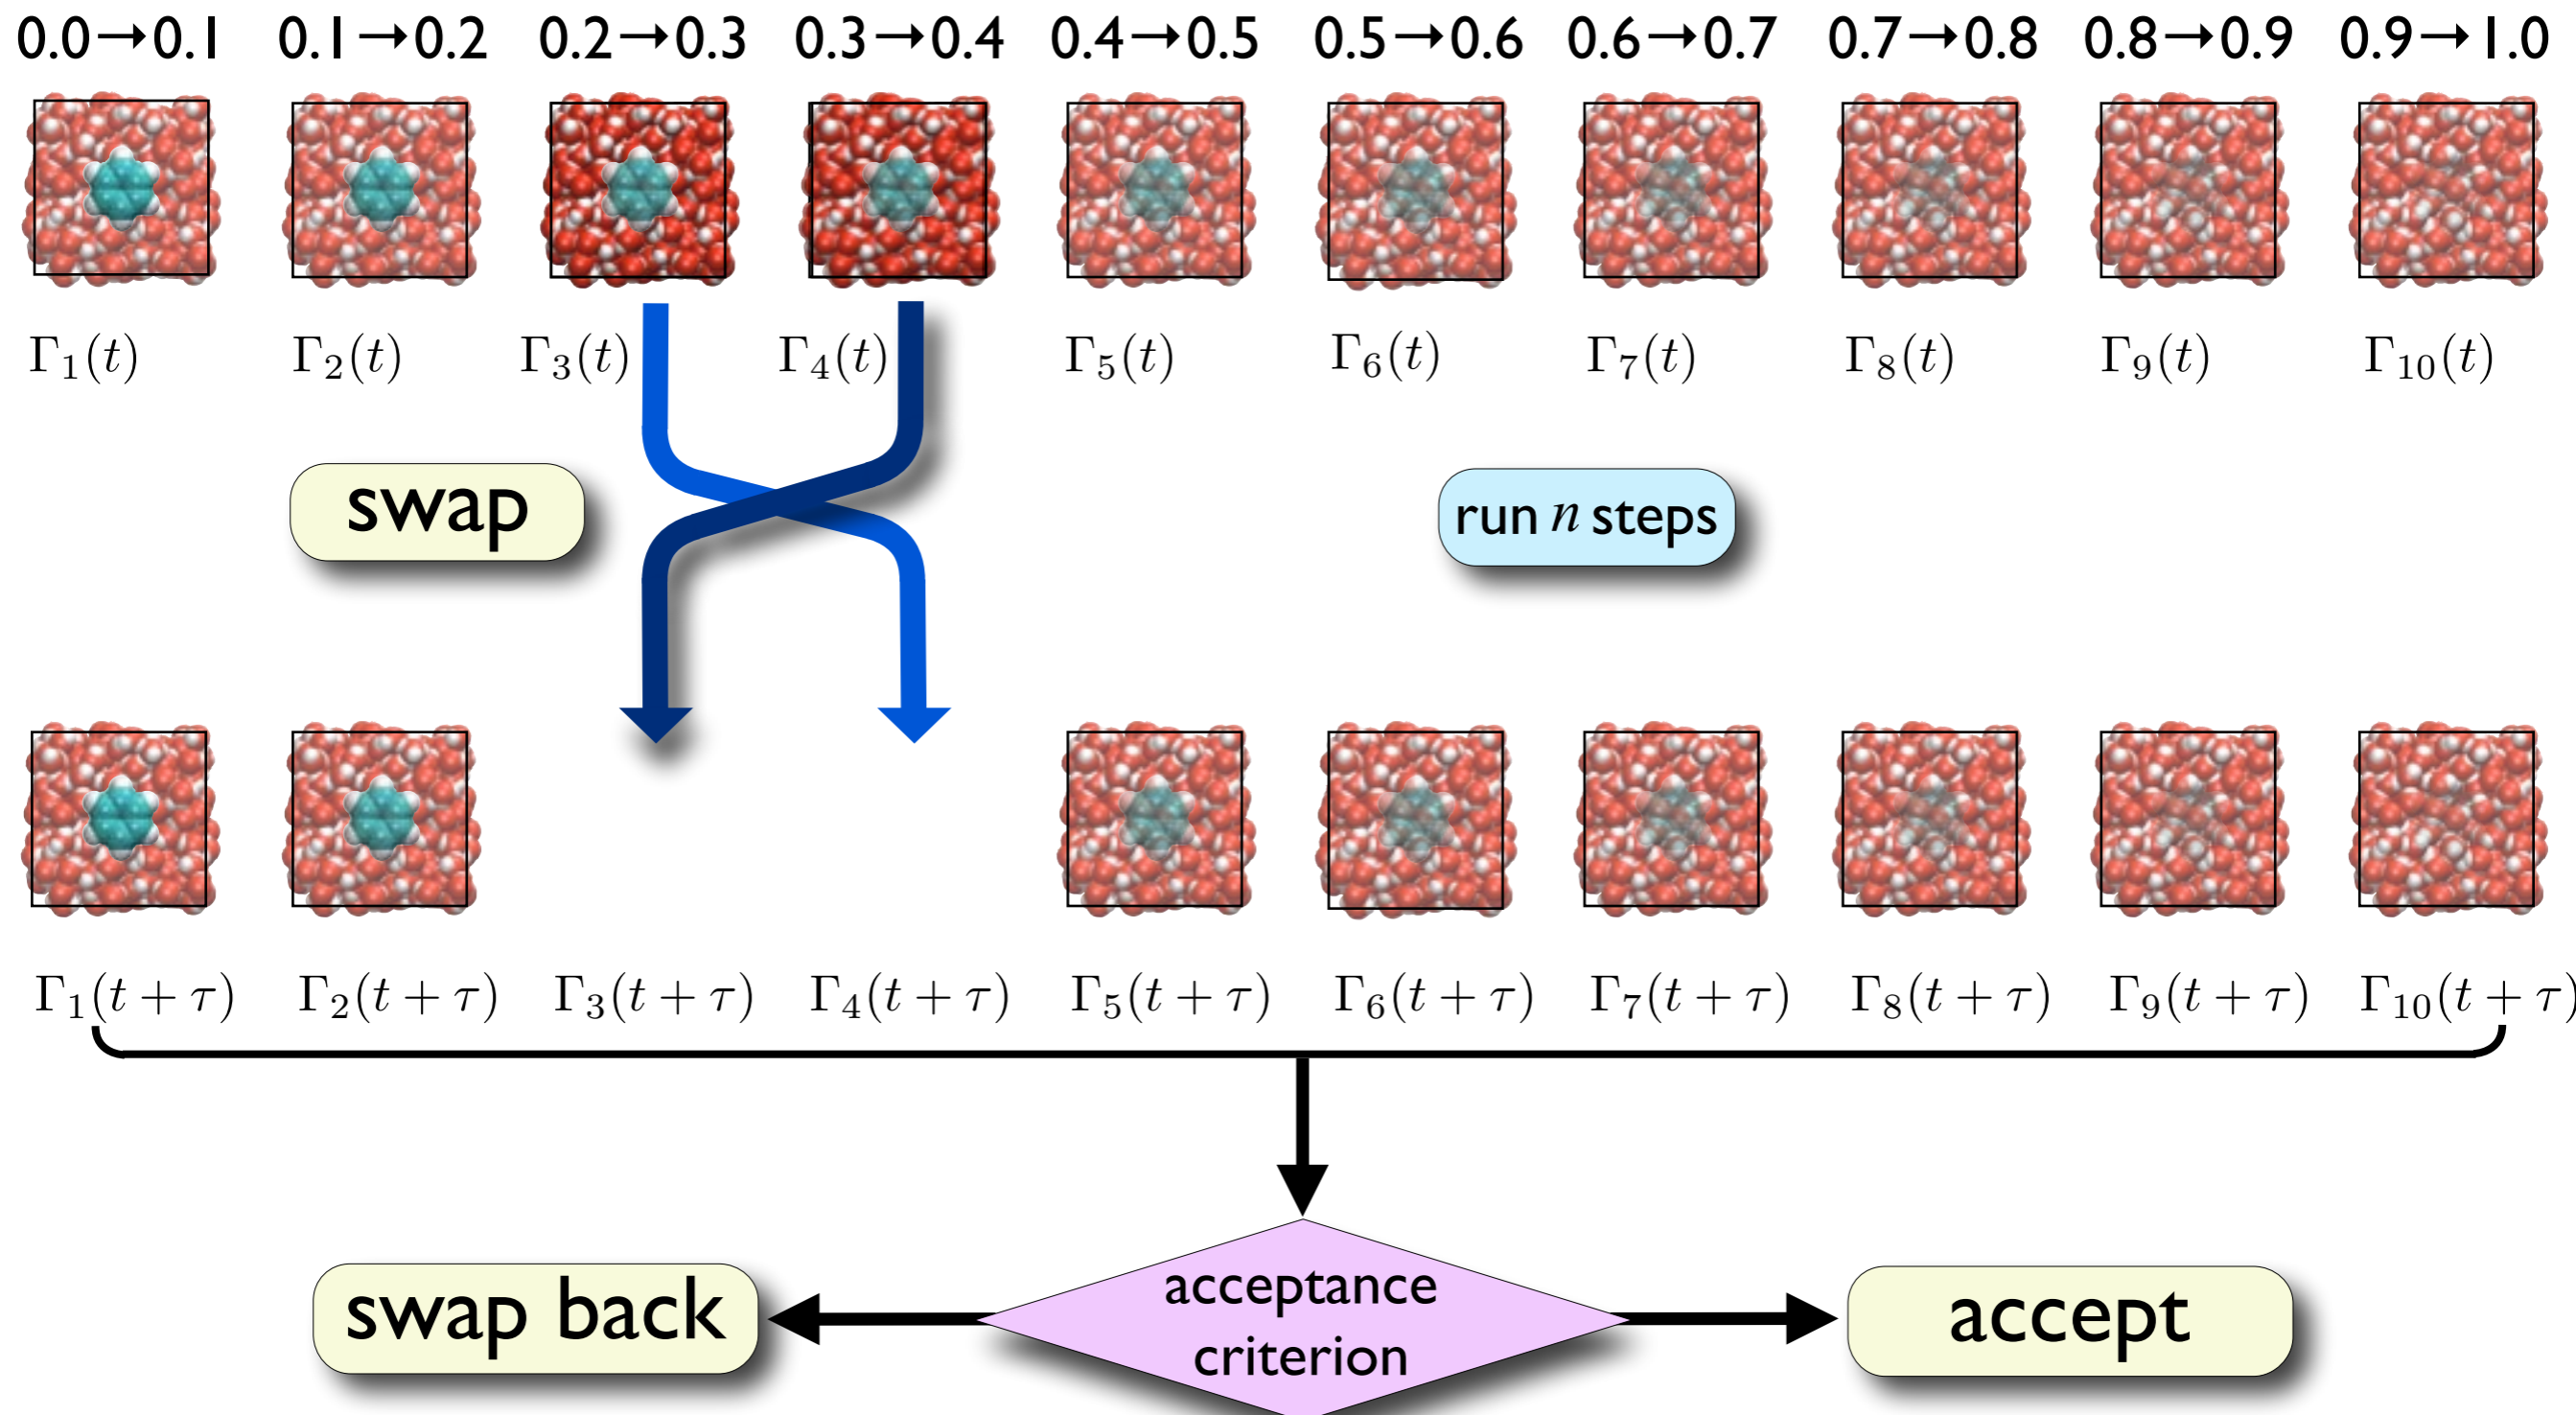 0.0→0.1 0.1→0.2 0.2→0.3 0.3→0.4 0.4→0.5 0.5→0.6 0.6→0.7 0.7→0.8 0.8→0.9 0.9→1.0
Γ₁(t) Γ₂(t) Γ₃(t) Γ₄(t) Γ₅(t) Γ₆(t) Γ₇(t) Γ₈(t) Γ₉(t) Γ₁₀(t)
swap
run n steps
Γ₁(t + τ) Γ₂(t + τ) Γ₃(t + τ) Γ₄(t + τ) Γ₅(t + τ) Γ₆(t + τ) Γ₇(t + τ) Γ₈(t + τ) Γ₉(t + τ) Γ₁₀(t + τ)
swap back
acceptance
criterion
accept